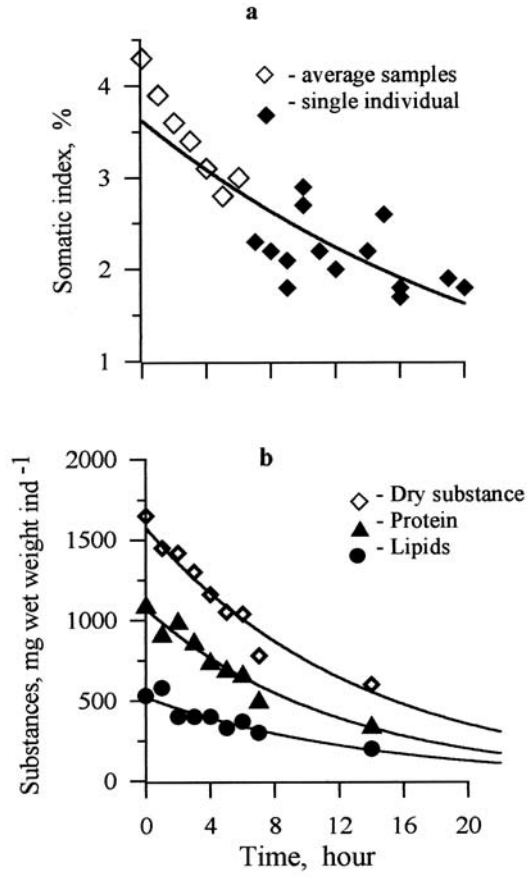 a
◇ - average samples
◆ - single individual
Somatic index, %
4
3
2
1
b
◇ - Dry substance
▲ - Protein
● - Lipids
Substances, mg wet weight ind⁻¹
2000
1500
1000
500
0
0 4 8 12 16 20
Time, hour